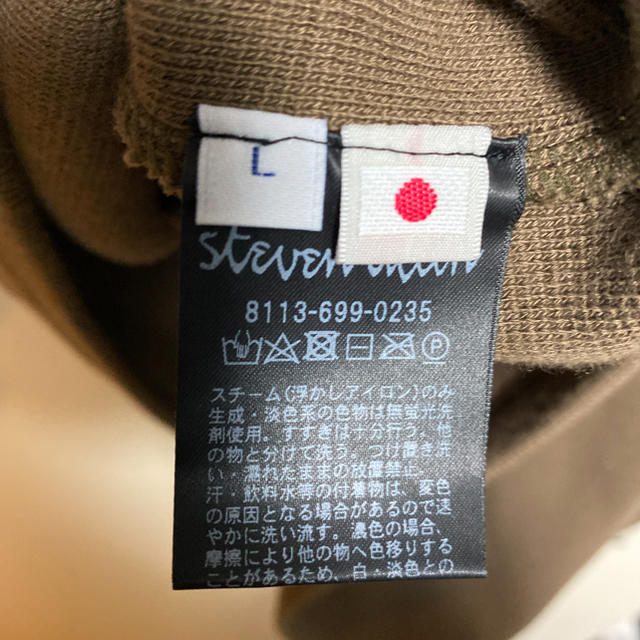 L
steven
8113-699-0235
スチーム(浮かしアイロン)のみ
生成・淡色系の色物は無蛍光洗
剤使用。すすぎは十分行う。他
の物と分けて洗う。つけ置き洗
い・濡れたままの放置禁止。
汗・飲料水等の付着物は、変色
の原因となる場合があるので速
やかに洗い流す。濃色の場合、
摩擦により他の物へ色移りする
ことがあるため、白・淡色との